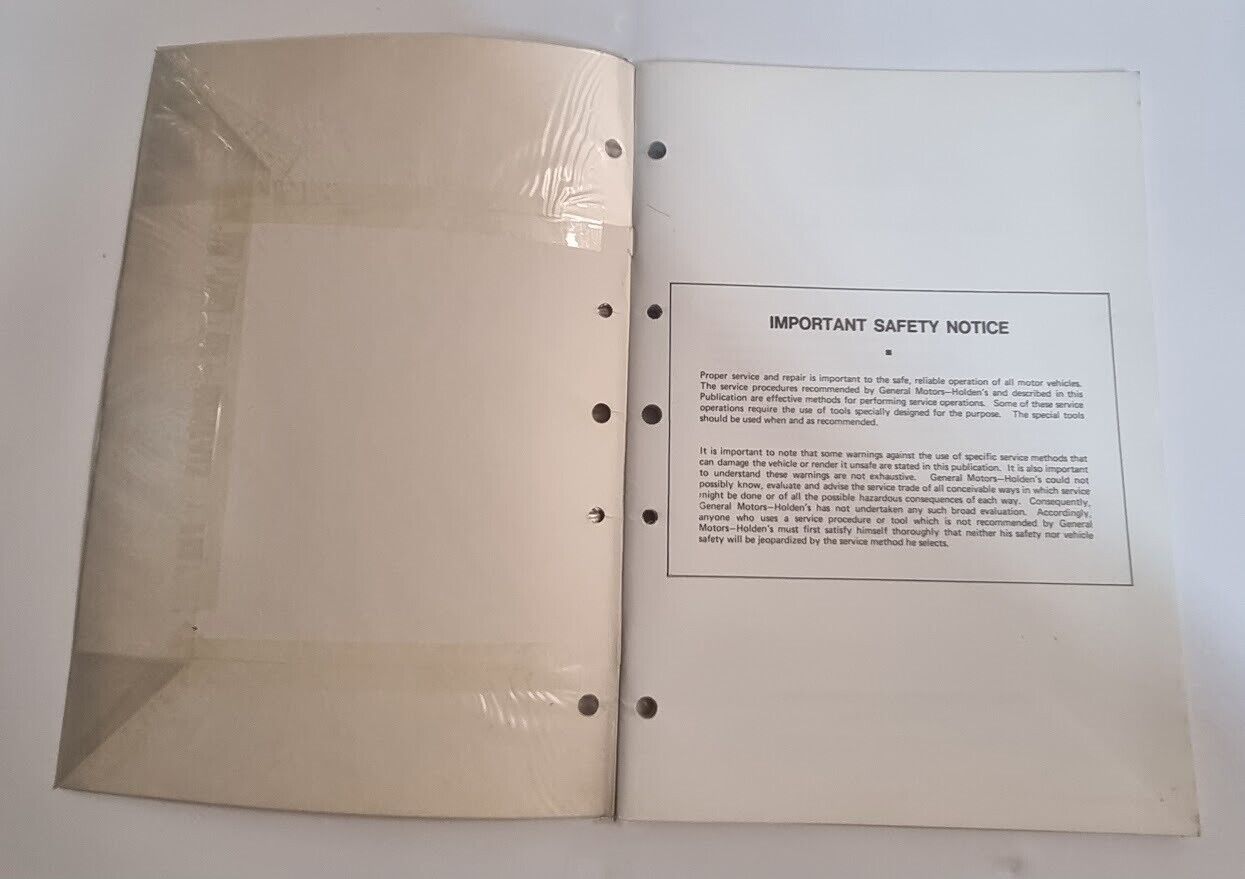 IMPORTANT SAFETY NOTICE
Proper service and repair is important to the safe, reliable operation of all motor vehicles.
The service procedures recommended by General Motors—Holden's and described in this
Publication are effective methods for performing service operations. Some of these service
operations require the use of tools specially designed for the purpose. The special tools
should be used when and as recommended.
It is important to note that some warnings against the use of specific service methods that
can damage the vehicle or render it unsafe are stated in this publication. It is also important
to understand these warnings are not exhaustive. General Motors—Holden's could not
possibly know, evaluate and advise the service trade of all conceivable ways in which service
might be done or of all the possible hazardous consequences of each way. Consequently,
General Motors—Holden's has not undertaken any such broad evaluation. Accordingly,
anyone who uses a service procedure or tool which is not recommended by General
Motors—Holden's must first satisfy himself thoroughly that neither his safety nor vehicle
safety will be jeopardized by the service method he selects.